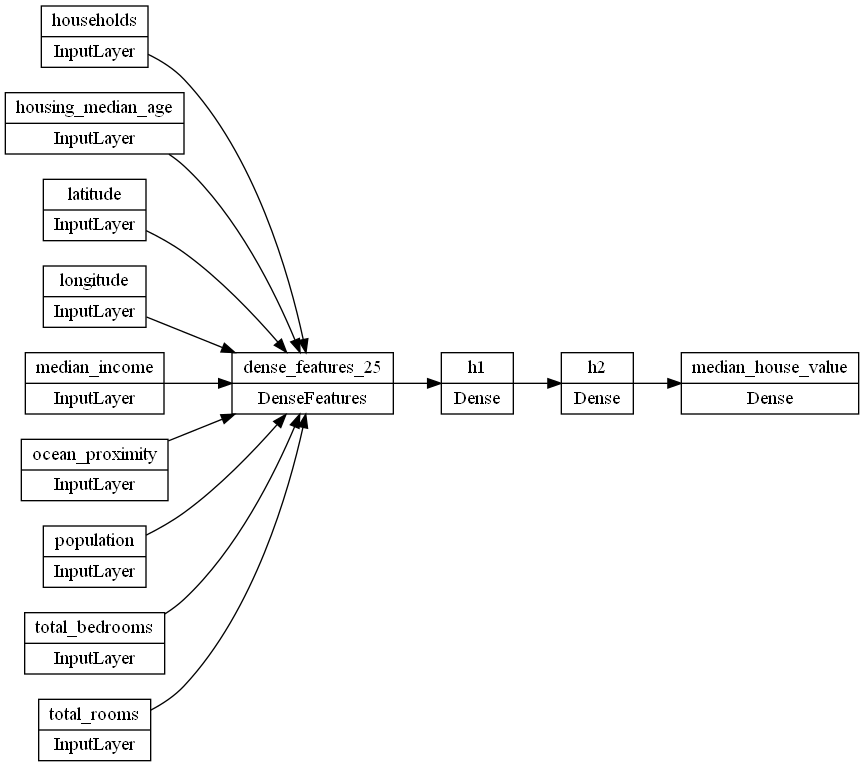 households
InputLayer
housing_median_age
InputLayer
latitude
InputLayer
longitude
InputLayer
median_income
InputLayer
ocean_proximity
InputLayer
population
InputLayer
total_bedrooms
InputLayer
total_rooms
InputLayer
dense_features_25
DenseFeatures
h1
Dense
h2
Dense
median_house_value
Dense